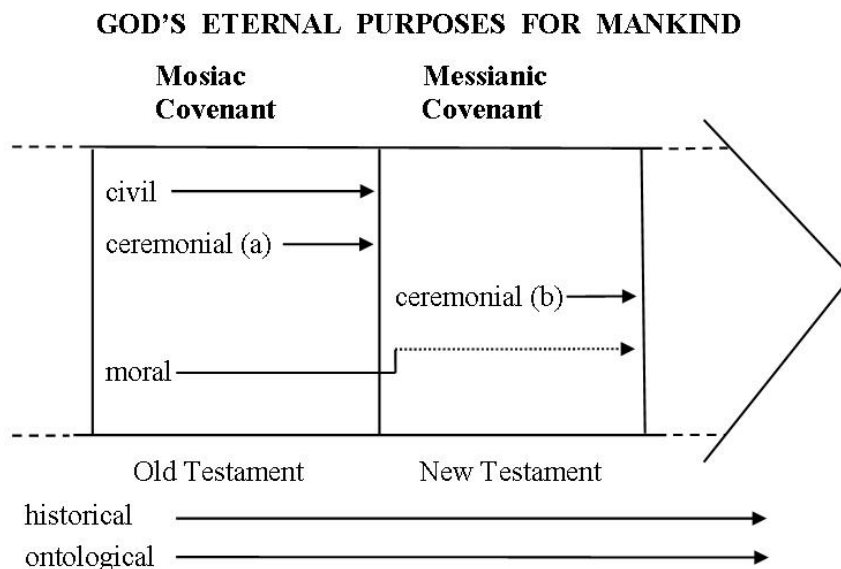 GOD'S ETERNAL PURPOSES FOR MANKIND
Mosiac
Covenant
Messianic
Covenant
civil
ceremonial (a)
ceremonial (b)
moral
Old Testament
New Testament
historical
ontological